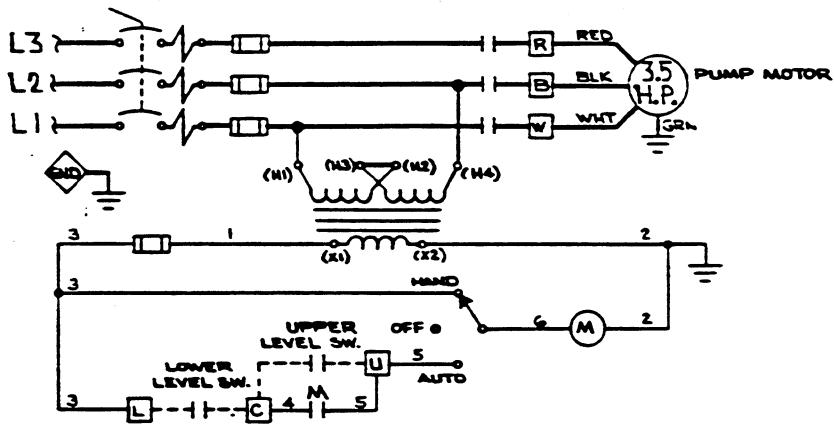 L3
R
RED
3.5
H.P.
PUMP MOTOR
L2
B
BLK
L1
W
WHT
GRN
GND
(H1)
(H3)
(H2)
(H4)
3
1
(X1)
(X2)
2
3
HAND
OFF
6
M
2
UPPER
LEVEL SW.
U
5
AUTO
LOWER
LEVEL SW.
3
L
C
4
M
5